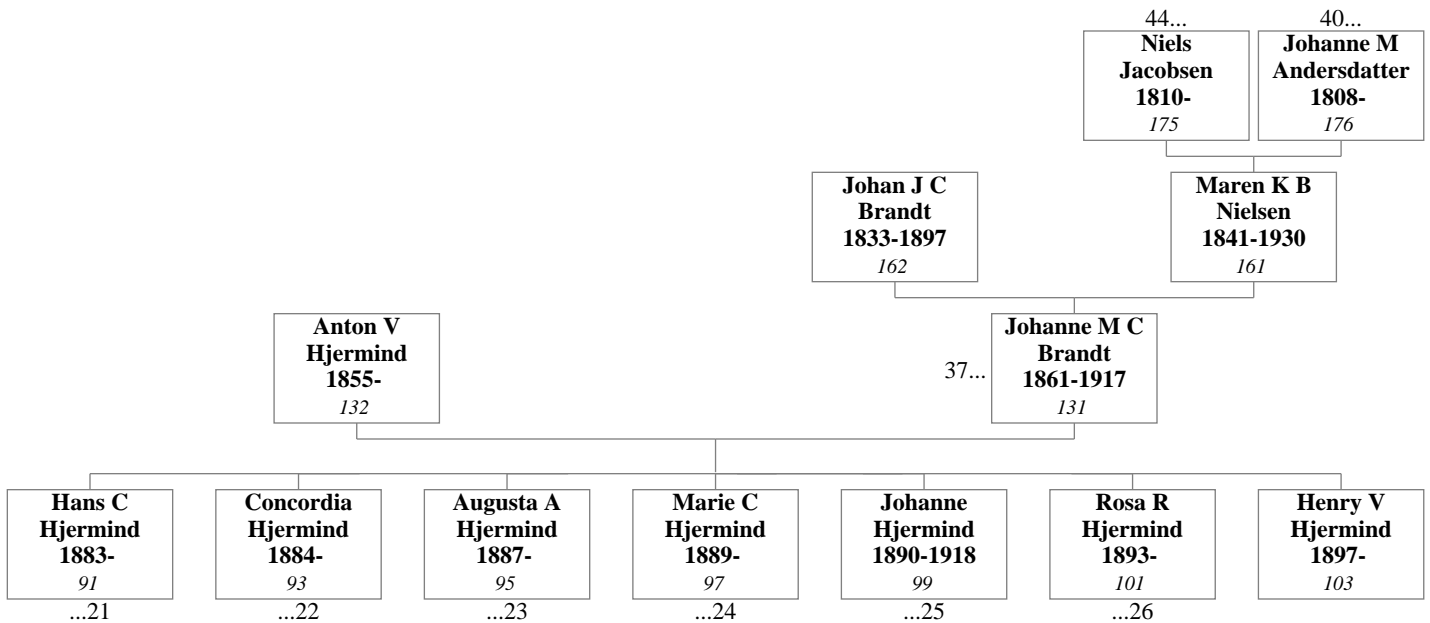 44...
Niels
Jacobsen
1810-
175
40...
Johanne M
Andersdatter
1808-
176
Johan J C
Brandt
1833-1897
162
Maren K B
Nielsen
1841-1930
161
Anton V
Hjermind
1855-
132
37...
Johanne M C
Brandt
1861-1917
131
Hans C
Hjermind
1883-
91
...21
Concordia
Hjermind
1884-
93
...22
Augusta A
Hjermind
1887-
95
...23
Marie C
Hjermind
1889-
97
...24
Johanne
Hjermind
1890-1918
99
...25
Rosa R
Hjermind
1893-
101
...26
Henry V
Hjermind
1897-
103